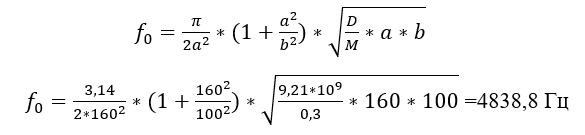 f₀ = π/2a² ∗ (1 + a²/b²) ∗ √(D/M ∗ a ∗ b)
f₀ = 3,14/2∗160² ∗ (1 + 160²/100²) ∗ √(9,21∗10⁹/0,3 ∗ 160 ∗ 100) =4838,8 Гц